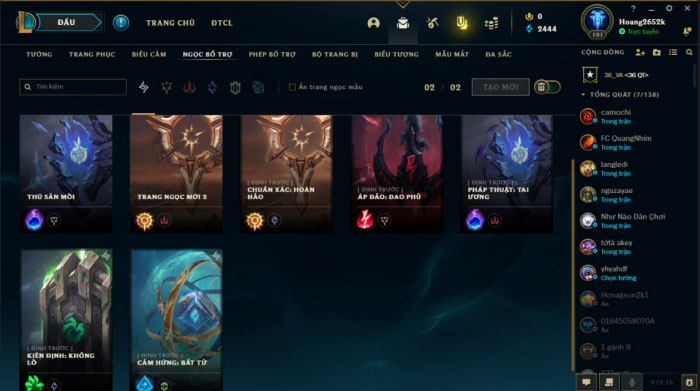 ĐẤU
TRANG CHỦ
ĐTCL
0
2444
191
Hoang2652k
Trực tuyến
TƯỚNG
TRANG PHỤC
BIỂU CẢM
NGỌC BỔ TRỢ
PHÉP BỔ TRỢ
BỘ TRANG BỊ
BIỂU TƯỢNG
MẪU MẮT
ĐA SẮC
CỘNG ĐỒNG
Tìm kiếm
Ẩn trang ngọc mẫu
02 / 02
TẠO MỚI
36_VA <36 QT>
TỔNG QUÁT (7/138)
camochi
Trong trận
FC QuangNhím
Trong trận
langledi
Trong trận
nguzayae
Trong trận
Như Nào Dân Chơi
Trong trận
tớtà akey
Trong trận
yhyahdf
Chọn tướng
Honagson2k1
Ẩn
01645058070A
Ẩn
1 gánh 9
Ẩn
THÚ SĂN MỒI
TRANG NGỌC MỚI 2
[ ĐỊNH TRƯỚC ]
CHUẨN XÁC: HOÀN
HẢO
[ ĐỊNH TRƯỚC ]
ÁP ĐẢO: ĐAO PHỦ
[ ĐỊNH TRƯỚC ]
PHÁP THUẬT: TAI
ƯƠNG
[ ĐỊNH TRƯỚC ]
KIÊN ĐỊNH: KHỔNG
LỒ
[ ĐỊNH TRƯỚC ]
CẢM HỨNG: BẤT TỬ
V10.16